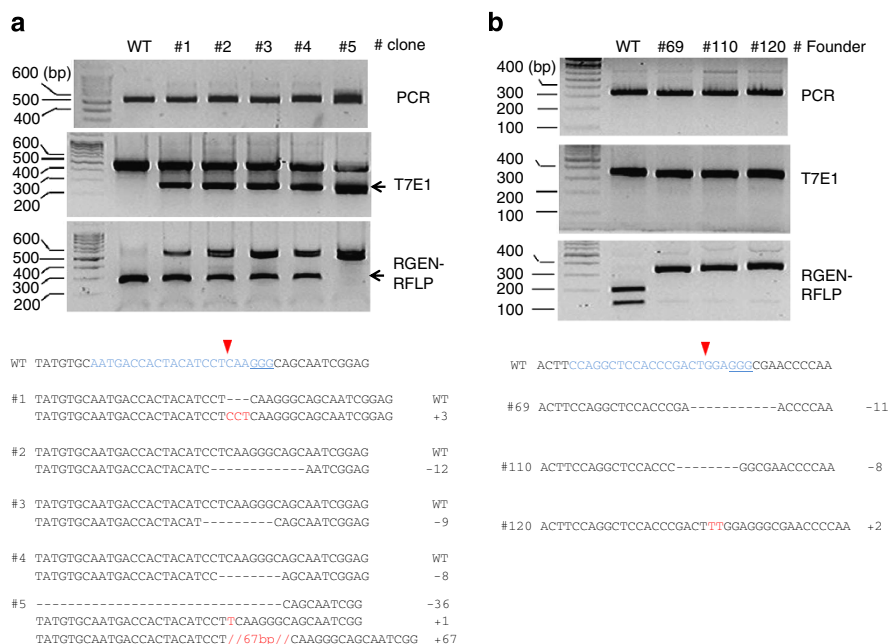 a
WT #1 #2 #3 #4 #5 # clone
600 (bp)
500
400
PCR
600
500
400
300
200
T7E1
600
500
400
300
200
RGEN-
RFLP
WT TATGTGCAATGACCACTACATCCTCAAGGGCAGCAATCGGAG
#1 TATGTGCAATGACCACTACATCCT---CAAGGGCAGCAATCGGAG WT
TATGTGCAATGACCACTACATCCTCCTCAAGGGCAGCAATCGGAG +3
#2 TATGTGCAATGACCACTACATCCTCAAGGGCAGCAATCGGAG WT
TATGTGCAATGACCACTACATC------------AATCGGAG -12
#3 TATGTGCAATGACCACTACATCCTCAAGGGCAGCAATCGGAG WT
TATGTGCAATGACCACTACAT---------CAGCAATCGGAG -9
#4 TATGTGCAATGACCACTACATCCTCAAGGGCAGCAATCGGAG WT
TATGTGCAATGACCACTACATCC--------AGCAATCGGAG -8
#5 -------------------------------CAGCAATCGG -36
TATGTGCAATGACCACTACATCCTTCAAGGGCAGCAATCGG +1
TATGTGCAATGACCACTACATCCT//67bp//CAAGGGCAGCAATCGG +67
b
WT #69 #110 #120 # Founder
400
(bp)
300
200
100
PCR
400
300
200
100
T7E1
400
300
200
100
RGEN-
RFLP
WT ACTTCCAGGCTCCACCCGACTGGAGGGCGAACCCCAA
#69 ACTTCCAGGCTCCACCCGA-----------ACCCCAA -11
#110 ACTTCCAGGCTCCACCC--------GGCGAACCCCAA -8
#120 ACTTCCAGGCTCCACCCGACTTTGGAGGGCGAACCCCAA +2